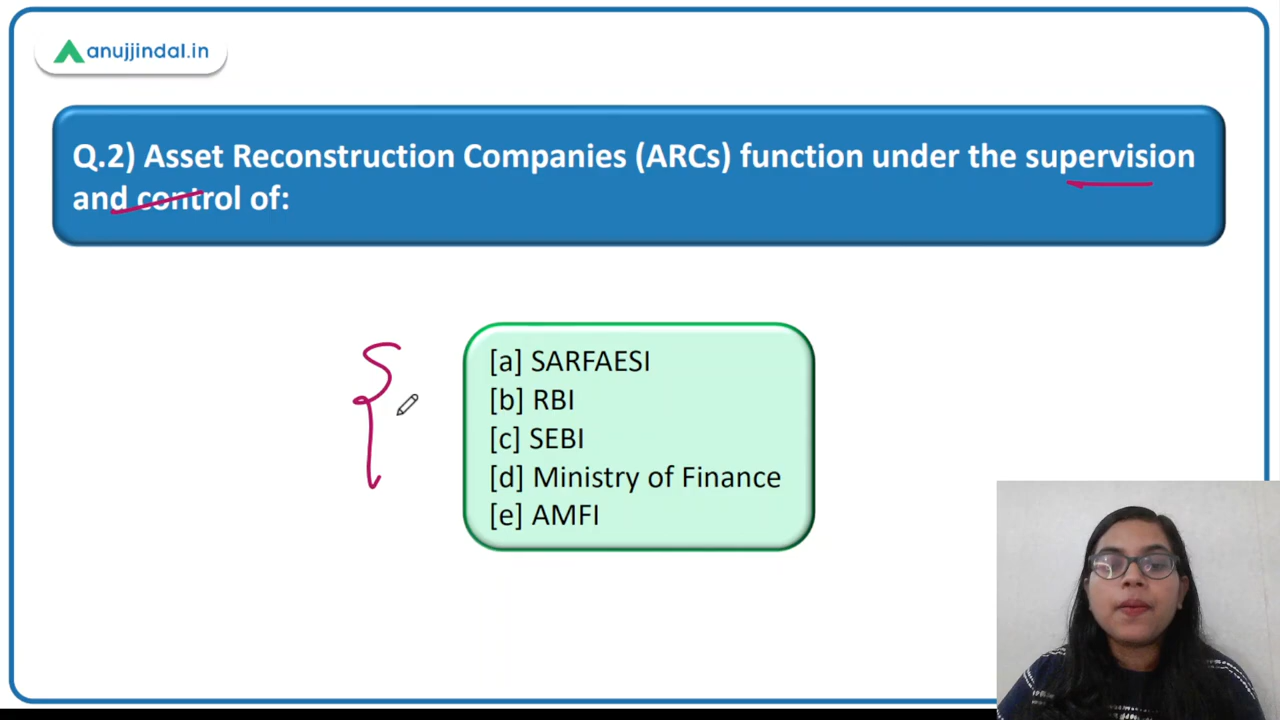 anujjindal.in
Q.2) Asset Reconstruction Companies (ARCs) function under the supervision
and control of:
[a] SARFAESI
[b] RBI
[c] SEBI
[d] Ministry of Finance
[e] AMFI